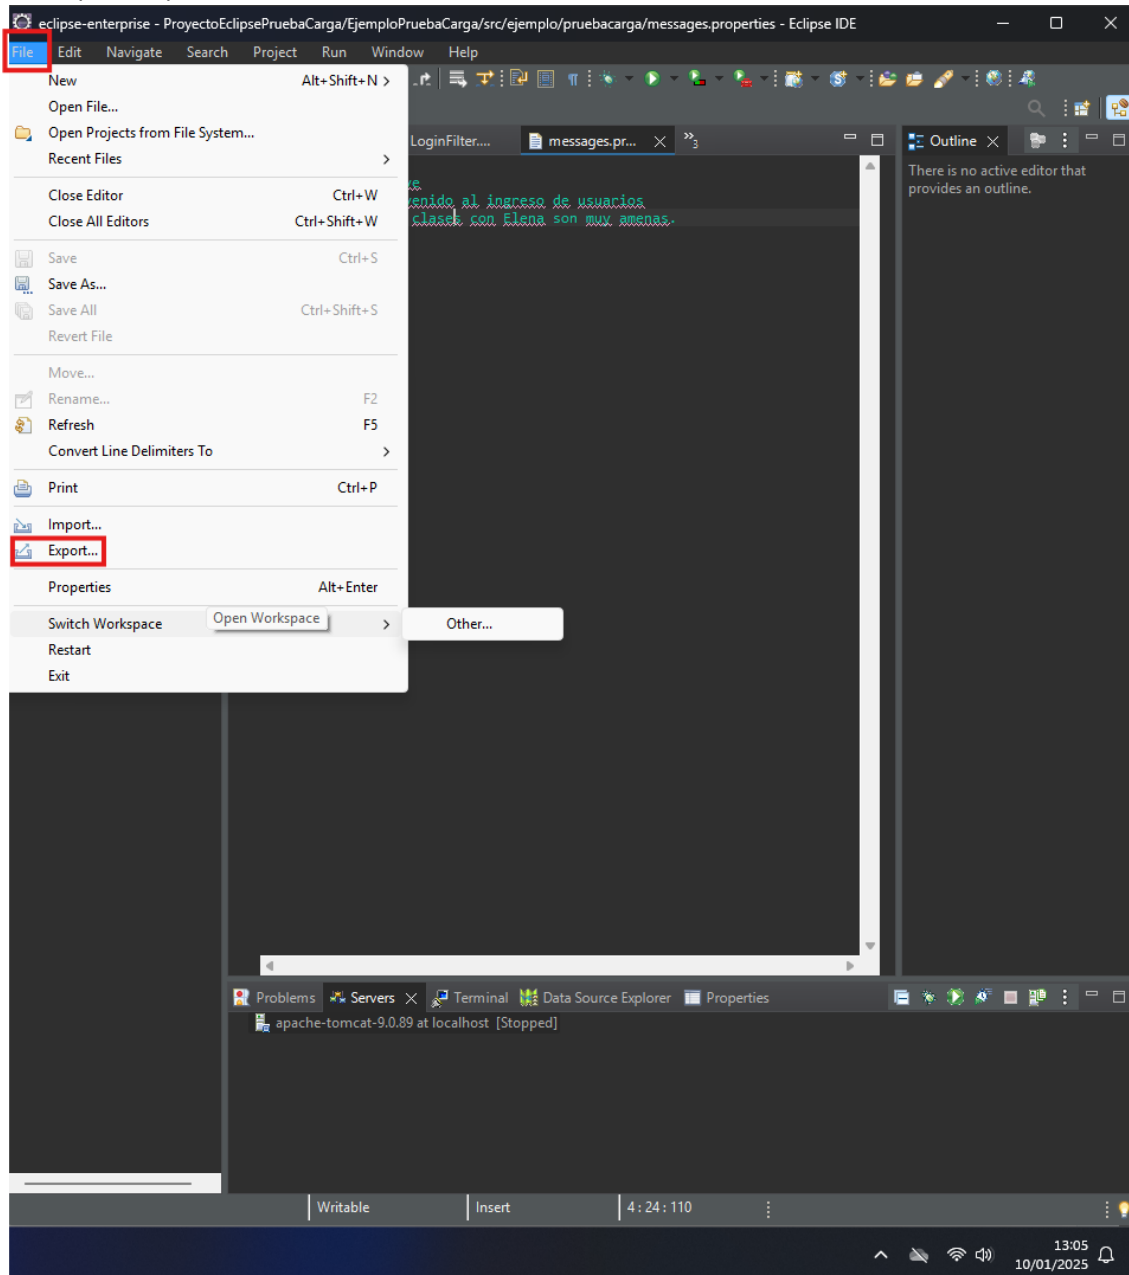 eclipse-enterprise - ProyectoEclipsePruebaCarga/EjemploPruebaCarga/src/ejemplo/pruebacarga/messages.properties - Eclipse IDE
File Edit Navigate Search Project Run Window Help
New Alt+Shift+N >
Open File...
Open Projects from File System...
Recent Files >
Close Editor Ctrl+W
Close All Editors Ctrl+Shift+W
Save Ctrl+S
Save As...
Save All Ctrl+Shift+S
Revert File
Move...
Rename... F2
Refresh F5
Convert Line Delimiters To >
Print Ctrl+P
Import...
Export...
Properties Alt+Enter
Switch Workspace >
Open Workspace
Other...
Restart
Exit
LoginFilter.... messages.pr... 3
ve
venido al ingreso de usuarios
clases con Elena son muy amenas.
Outline
There is no active editor that
provides an outline.
Problems Servers Terminal Data Source Explorer Properties
apache-tomcat-9.0.89 at localhost [Stopped]
Writable Insert 4 : 24 : 110
13:05
10/01/2025